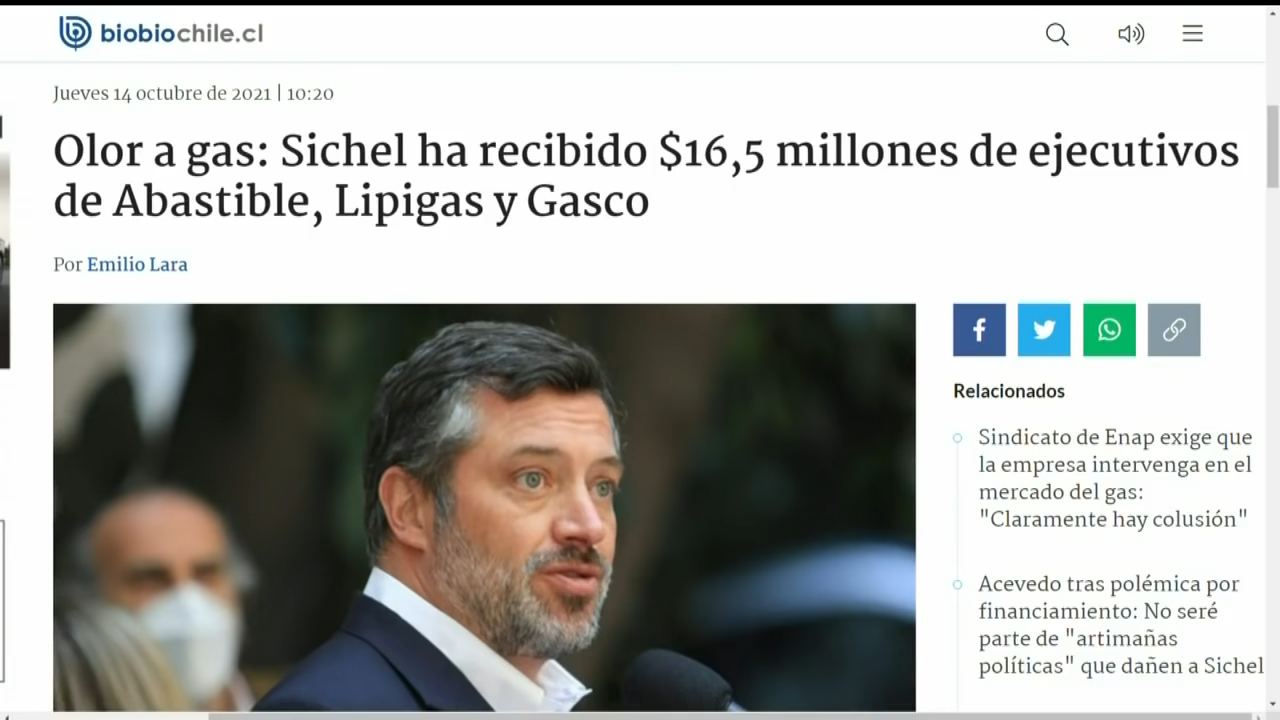 biobiochile.cl
Jueves 14 octubre de 2021 | 10:20
Olor a gas: Sichel ha recibido $16,5 millones de ejecutivos
de Abastible, Lipigas y Gasco
Por Emilio Lara
Relacionados
Sindicato de Enap exige que
la empresa intervenga en el
mercado del gas:
"Claramente hay colusión"
Acevedo tras polémica por
financiamiento: No seré
parte de "artimañas
políticas" que dañen a Sichel